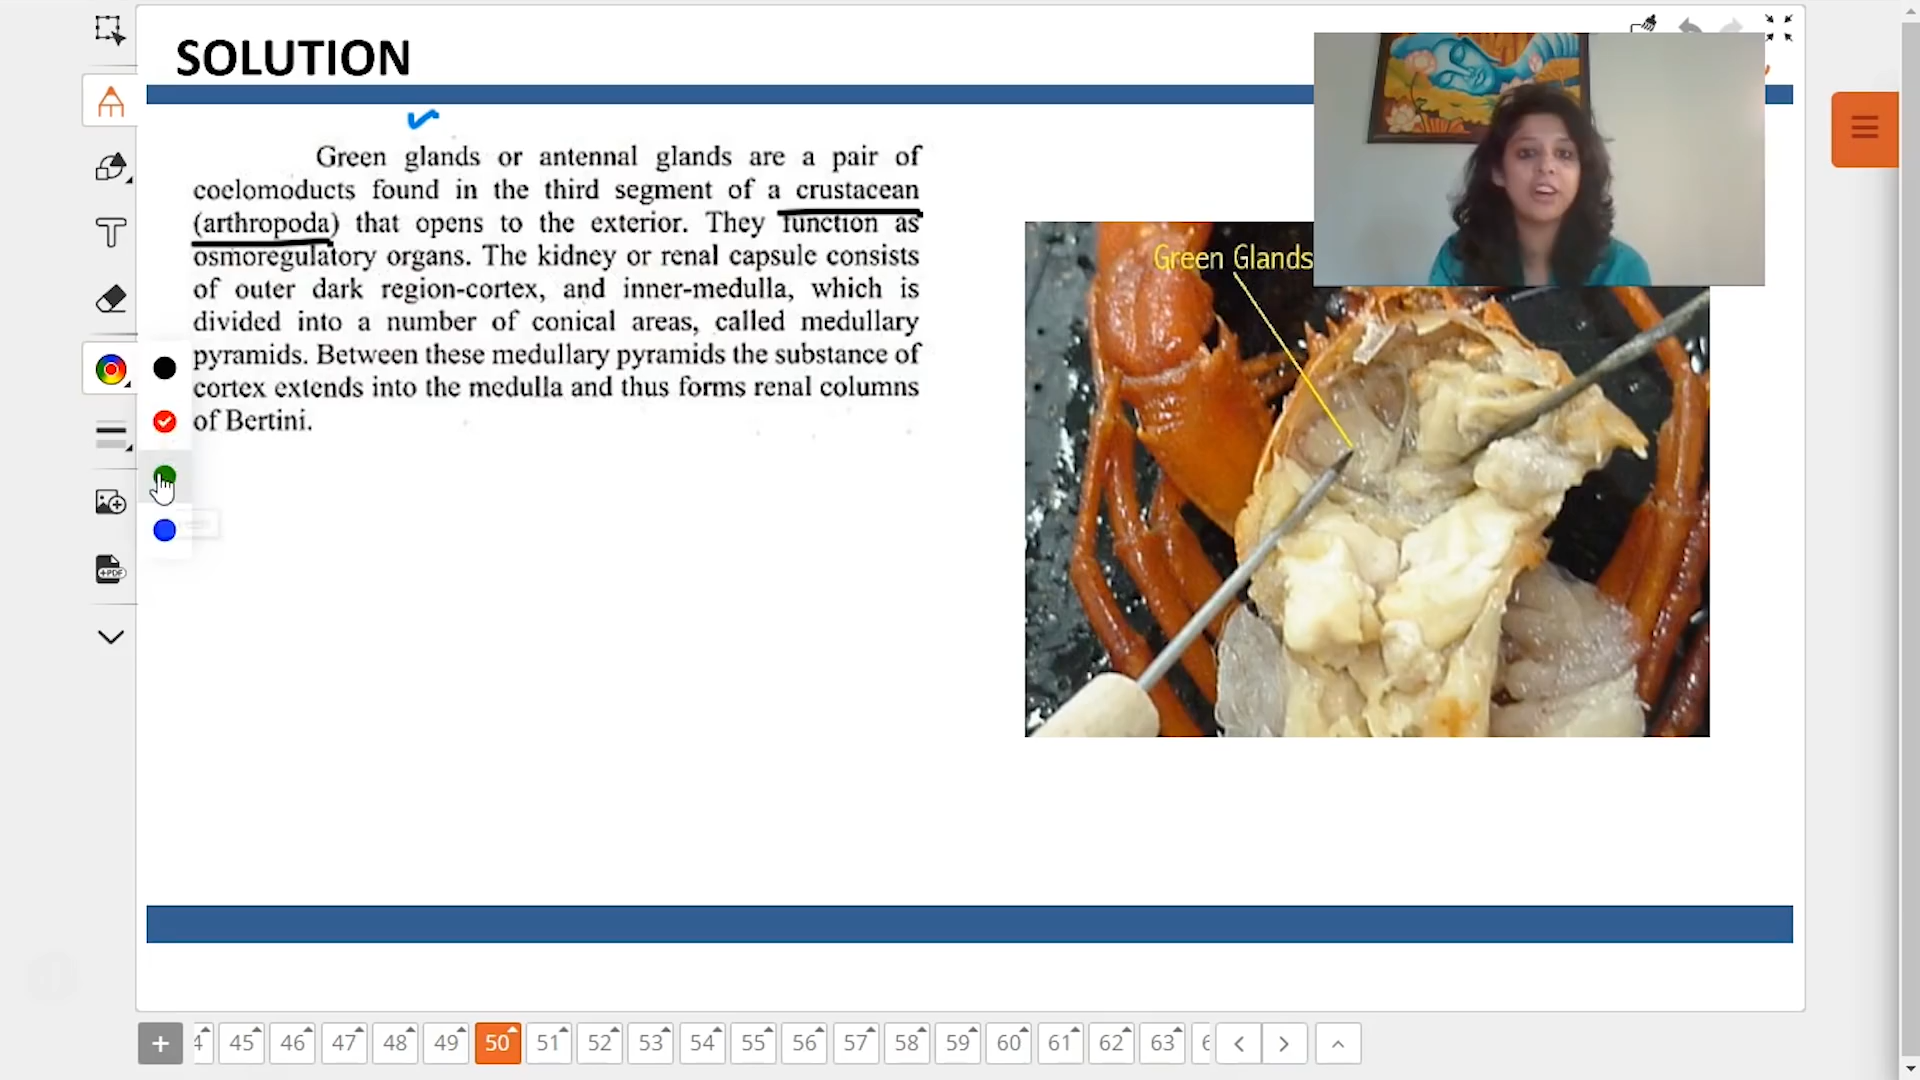 SOLUTION
Green glands or antennal glands are a pair of
coelomoducts found in the third segment of a crustacean
(arthropoda) that opens to the exterior. They function as
osmoregulatory organs. The kidney or renal capsule consists
of outer dark region-cortex, and inner-medulla, which is
divided into a number of conical areas, called medullary
pyramids. Between these medullary pyramids the substance of
cortex extends into the medulla and thus forms renal columns
of Bertini.
Green Glands
T
+PDF
+ 4 45 46 47 48 49 50 51 52 53 54 55 56 57 58 59 60 61 62 63 6